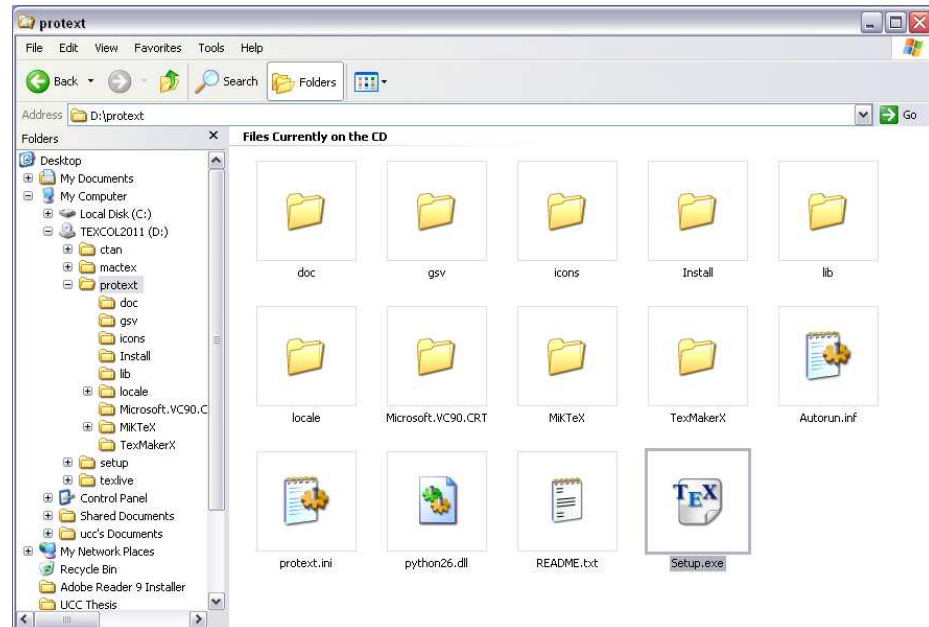 protext
File Edit View Favorites Tools Help
Back Search Folders
Address D:\protext Go
Folders
Desktop
My Documents
My Computer
Local Disk (C:)
TEXCOL2011 (D:)
ctan
mactex
protext
doc
gsv
icons
Install
lib
locale
Microsoft.VC90.C
MiKTeX
TexMakerX
setup
texlive
Control Panel
Shared Documents
ucc's Documents
My Network Places
Recycle Bin
Adobe Reader 9 Installer
UCC Thesis
Files Currently on the CD
doc gsv icons Install lib
locale Microsoft.VC90.CRT MiKTeX TexMakerX Autorun.inf
TEX
protext.ini python26.dll README.txt Setup.exe